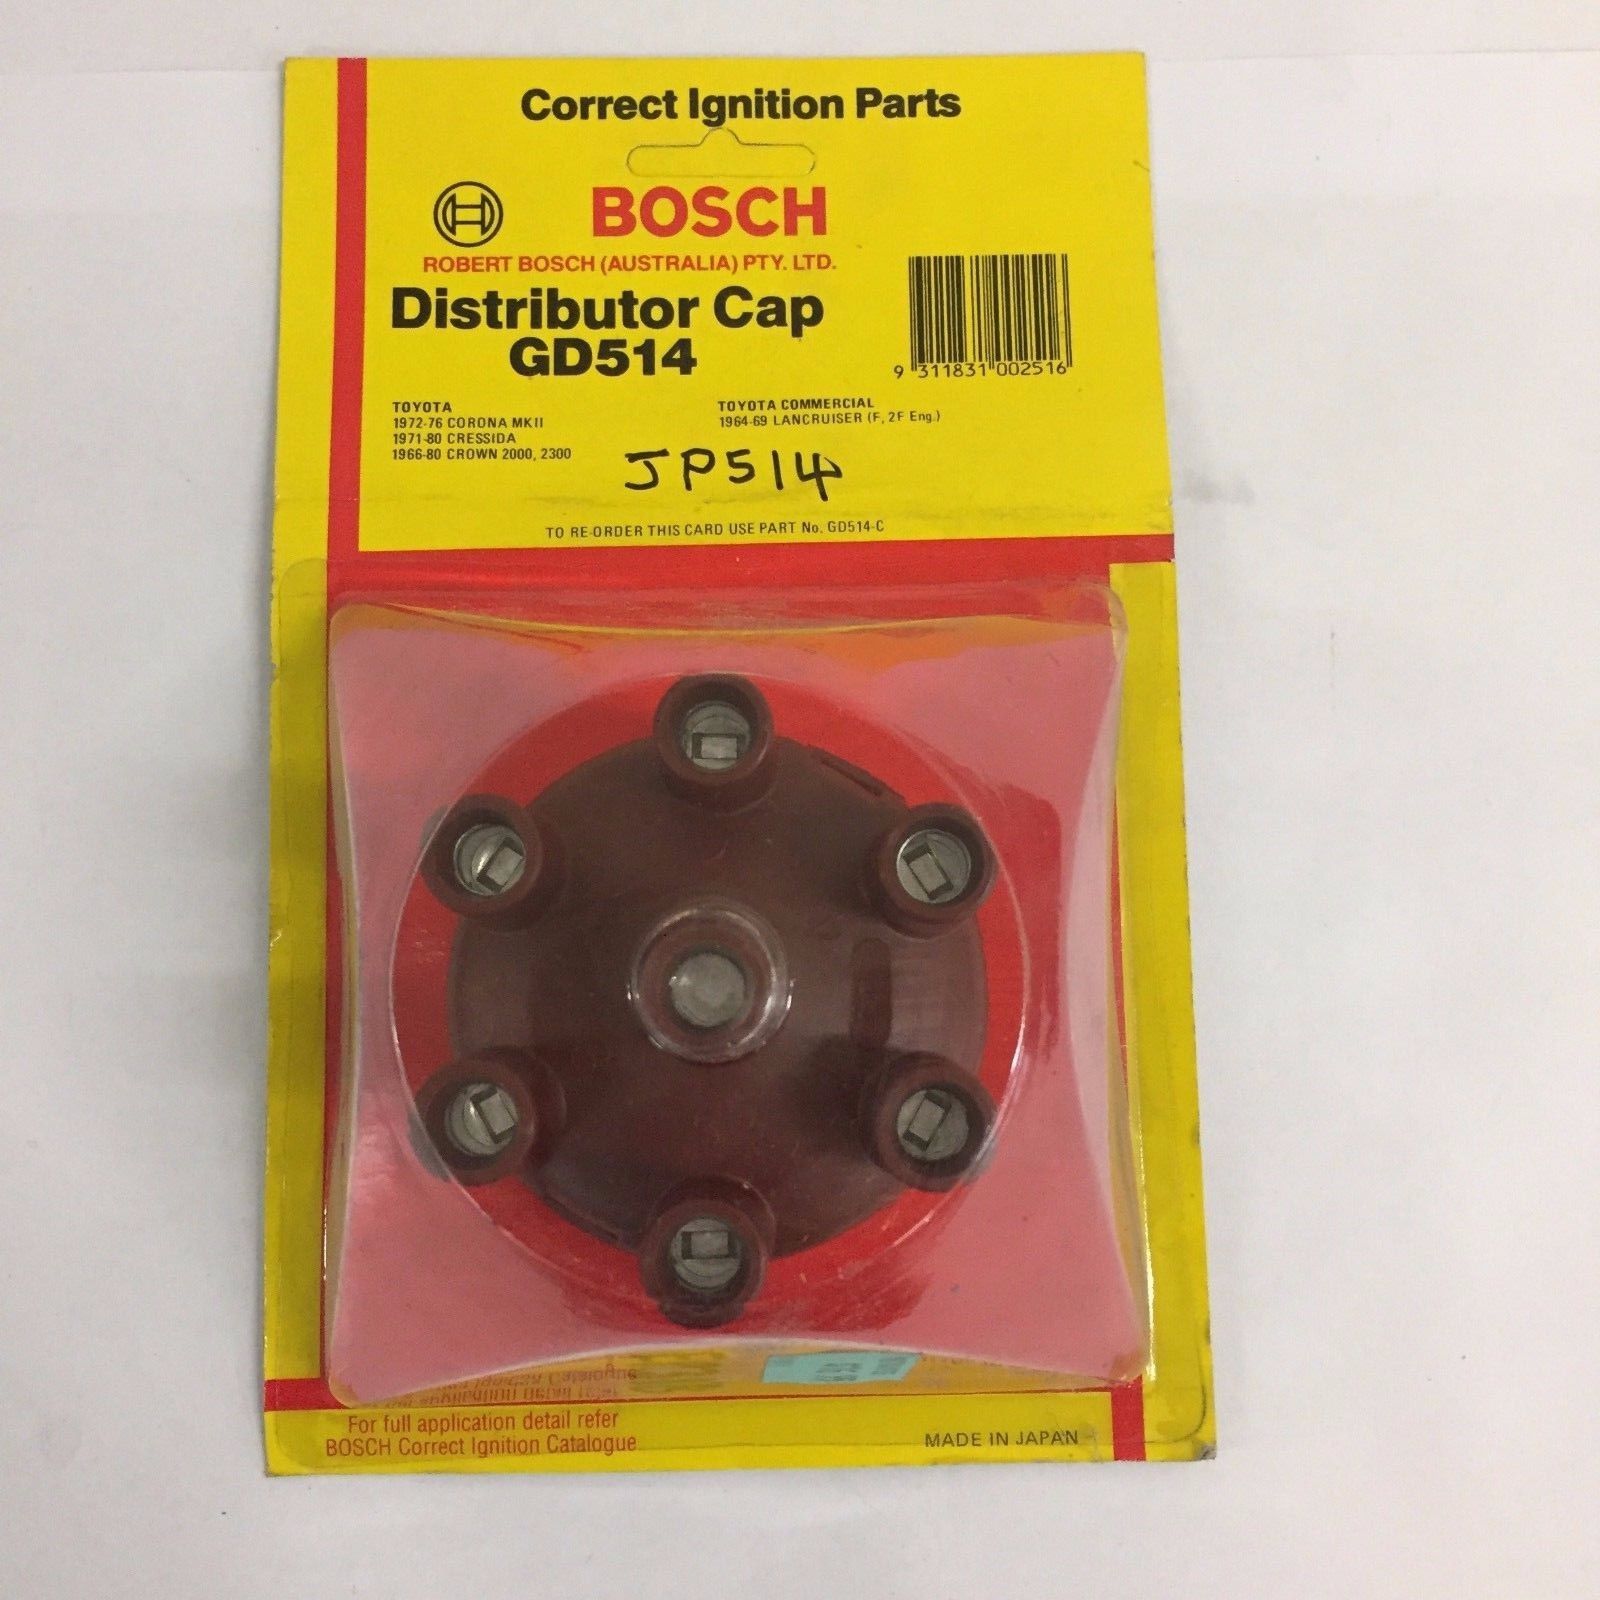 Correct Ignition Parts
BOSCH
ROBERT BOSCH (AUSTRALIA) PTY. LTD.
Distributor Cap
GD514
9 311831 002516
TOYOTA
1972-76 CORONA MKII
1971-80 CRESSIDA
1966-80 CROWN 2000, 2300
TOYOTA COMMERCIAL
1964-69 LANCRUISER (F, 2F Eng.)
JP514
TO RE-ORDER THIS CARD USE PART No. GD514-C
For full application detail refer
BOSCH Correct Ignition Catalogue
MADE IN JAPAN